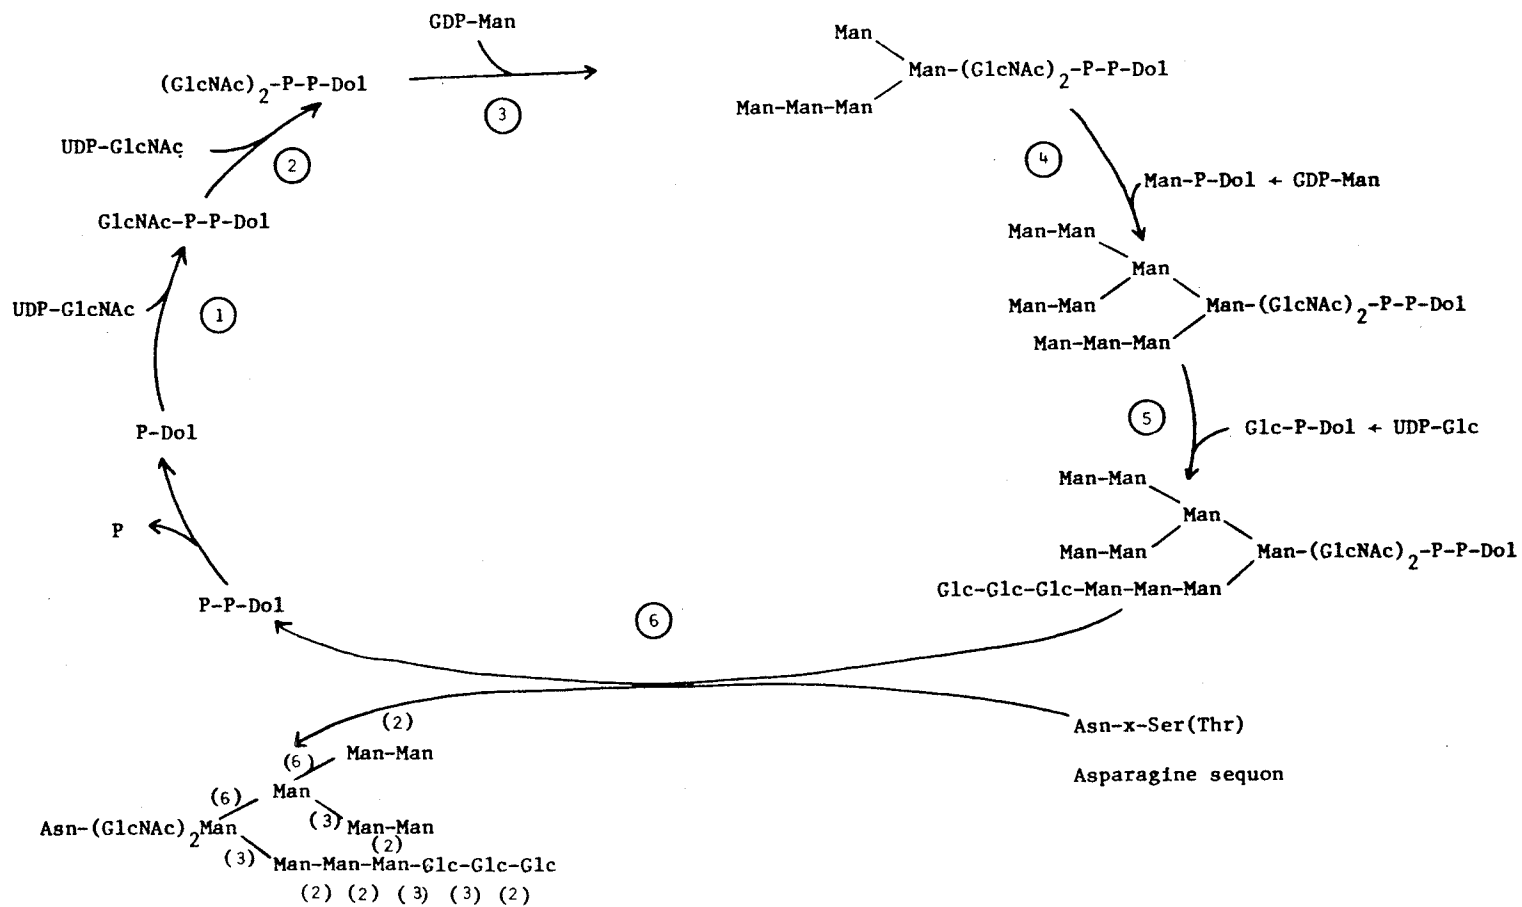 GDP-Man
(GlcNAc)2-P-P-Dol
3
UDP-GlcNAc
2
GlcNAc-P-P-Dol
UDP-GlcNAc
1
P-Dol
P
P-P-Dol
Man
Man-(GlcNAc)2-P-P-Dol
Man-Man-Man
4
Man-P-Dol ← GDP-Man
Man-Man
Man
Man-Man
Man-(GlcNAc)2-P-P-Dol
Man-Man-Man
5
Glc-P-Dol ← UDP-Glc
Man-Man
Man
Man-Man
Man-(GlcNAc)2-P-P-Dol
Glc-Glc-Glc-Man-Man-Man
6
Asn-x-Ser(Thr)
Asparagine sequon
(2)
Man-Man
(6)
Man
(6)
Asn-(GlcNAc)2Man
(3)
Man-Man
(2)
(3)
Man-Man-Man-Glc-Glc-Glc
(2) (2) (3) (3) (2)